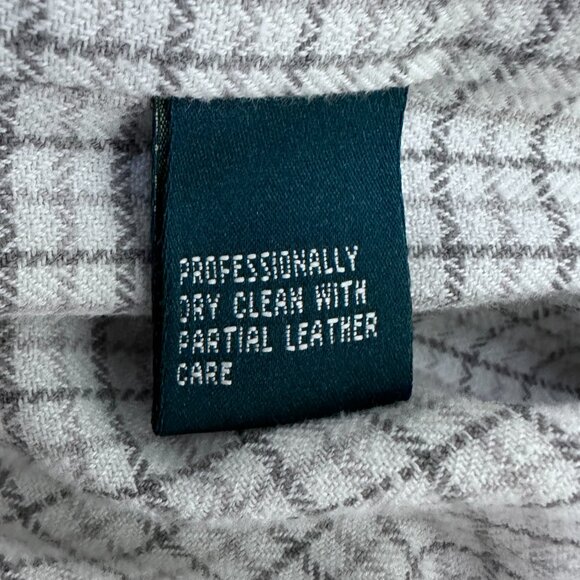 PROFESSIONALLY
DRY CLEAN WITH
PARTIAL LEATHER
CARE